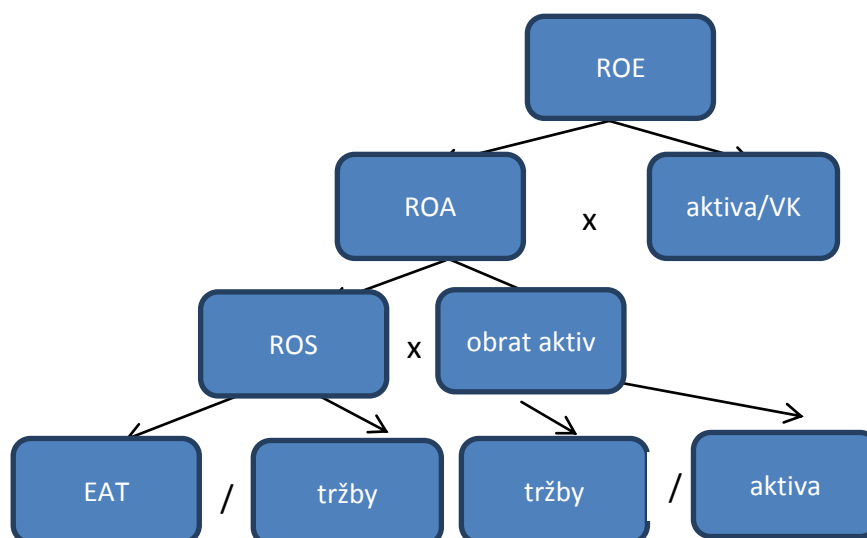 ROE
ROA x aktiva/VK
ROS x obrat aktiv
EAT / tržby tržby / aktiva